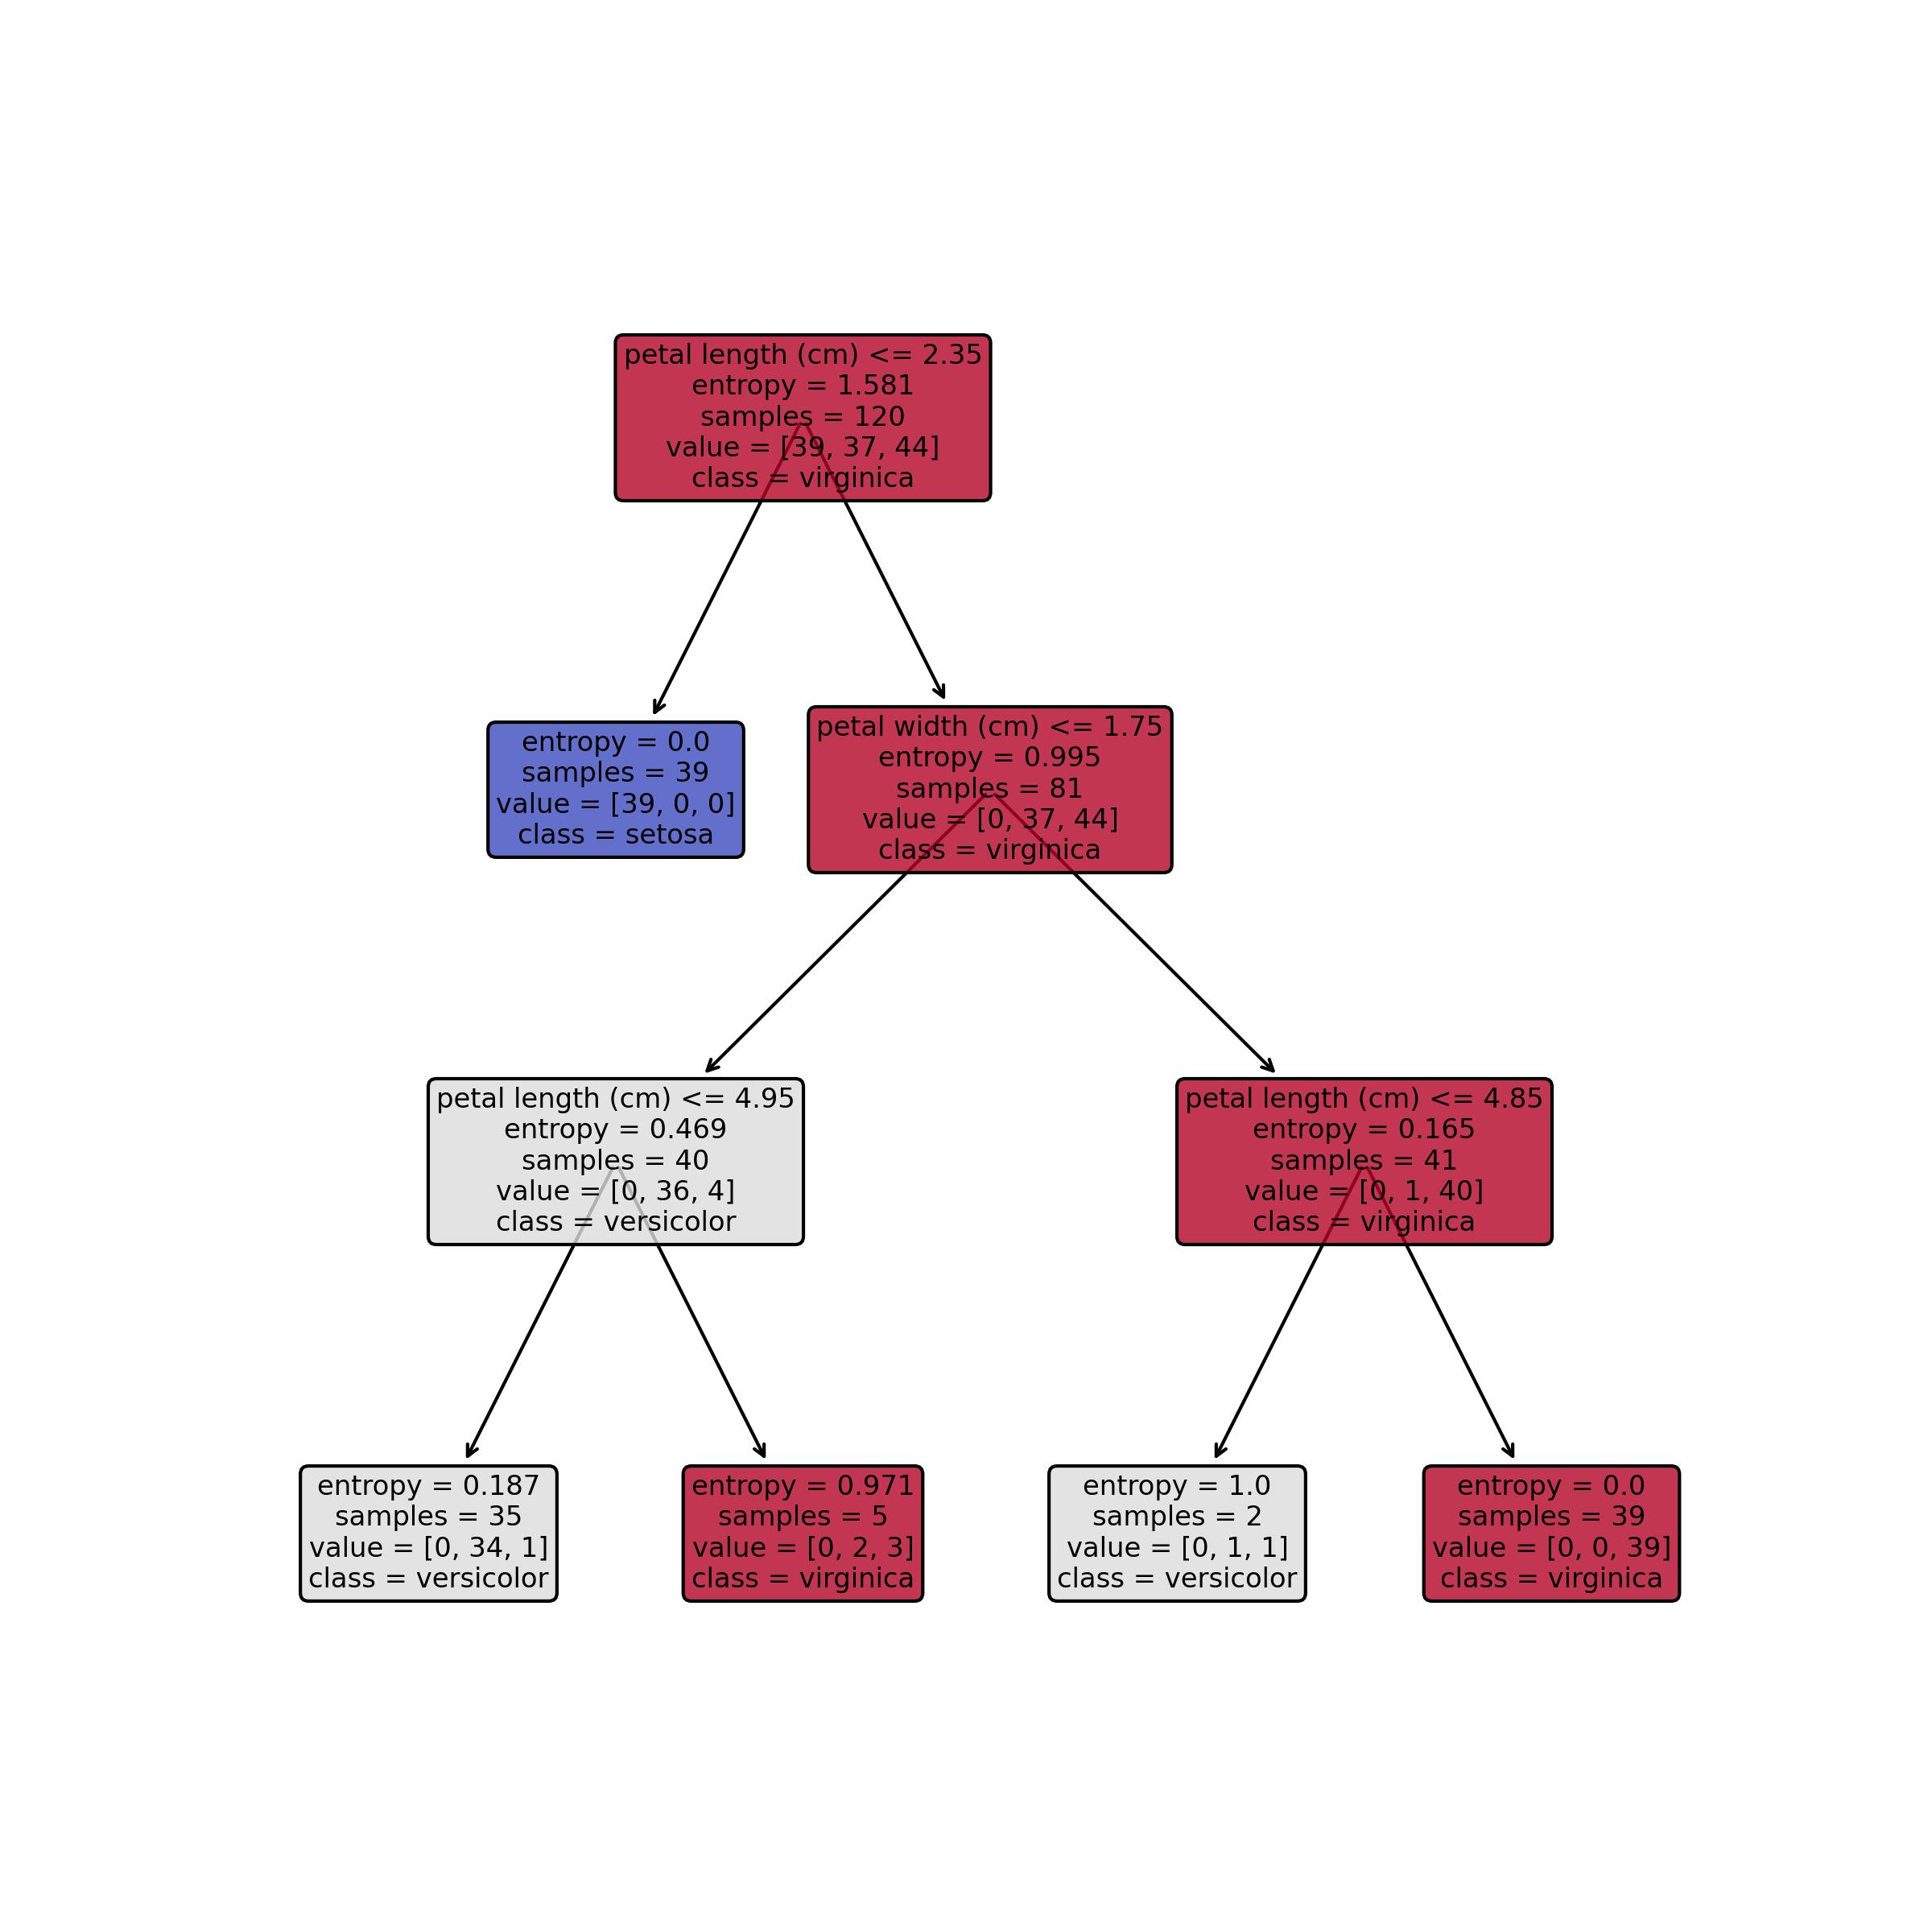 petal length (cm) <= 2.35
entropy = 1.581
samples = 120
value = [39, 37, 44]
class = virginica
entropy = 0.0
samples = 39
value = [39, 0, 0]
class = setosa
petal width (cm) <= 1.75
entropy = 0.995
samples = 81
value = [0, 37, 44]
class = virginica
petal length (cm) <= 4.95
entropy = 0.469
samples = 40
value = [0, 36, 4]
class = versicolor
petal length (cm) <= 4.85
entropy = 0.165
samples = 41
value = [0, 1, 40]
class = virginica
entropy = 0.187
samples = 35
value = [0, 34, 1]
class = versicolor
entropy = 0.971
samples = 5
value = [0, 2, 3]
class = virginica
entropy = 1.0
samples = 2
value = [0, 1, 1]
class = versicolor
entropy = 0.0
samples = 39
value = [0, 0, 39]
class = virginica